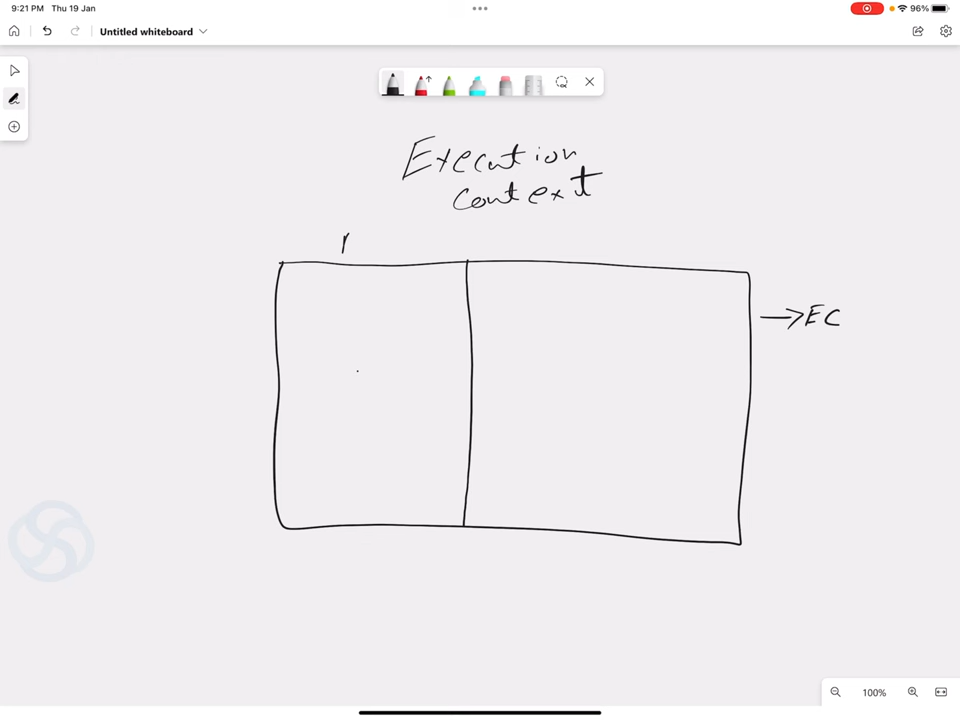 9:21 PM Thu 19 Jan
96%
Untitled whiteboard
Execution
context
→EC
100%